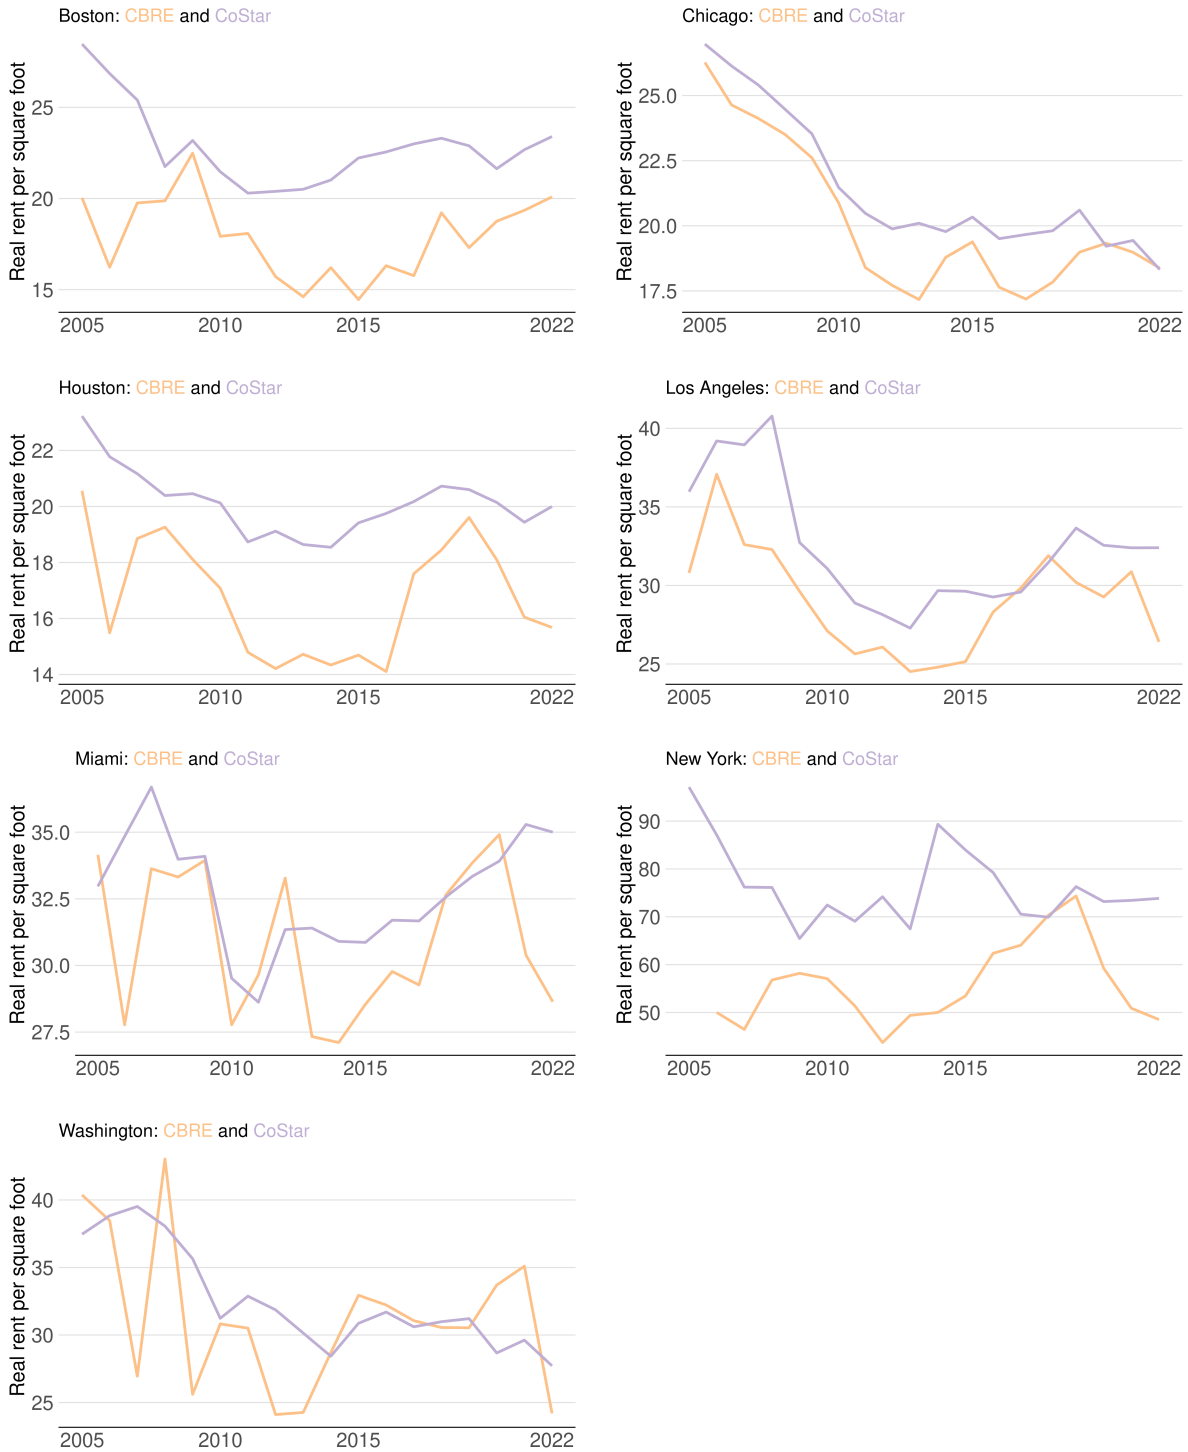 Boston: CBRE and CoStar
Real rent per square foot
25
20
15
2005 2010 2015 2022
Chicago: CBRE and CoStar
Real rent per square foot
25.0
22.5
20.0
17.5
2005 2010 2015 2022
Houston: CBRE and CoStar
Real rent per square foot
22
20
18
16
14
2005 2010 2015 2022
Los Angeles: CBRE and CoStar
Real rent per square foot
40
35
30
25
2005 2010 2015 2022
Miami: CBRE and CoStar
Real rent per square foot
35.0
32.5
30.0
27.5
2005 2010 2015 2022
New York: CBRE and CoStar
Real rent per square foot
90
80
70
60
50
2005 2010 2015 2022
Washington: CBRE and CoStar
Real rent per square foot
40
35
30
25
2005 2010 2015 2022